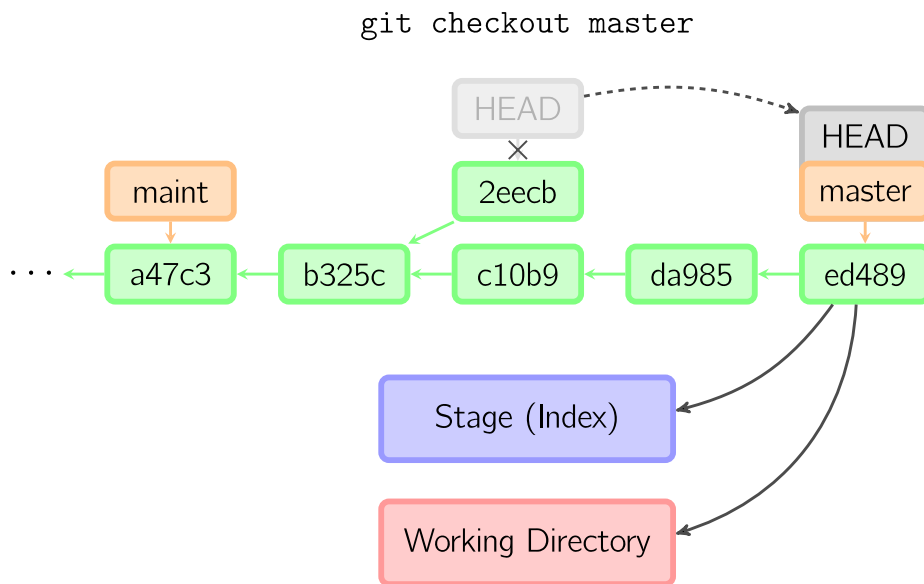 git checkout master
HEAD
HEAD
maint
2eecb
master
...
a47c3
b325c
c10b9
da985
ed489
Stage (Index)
Working Directory